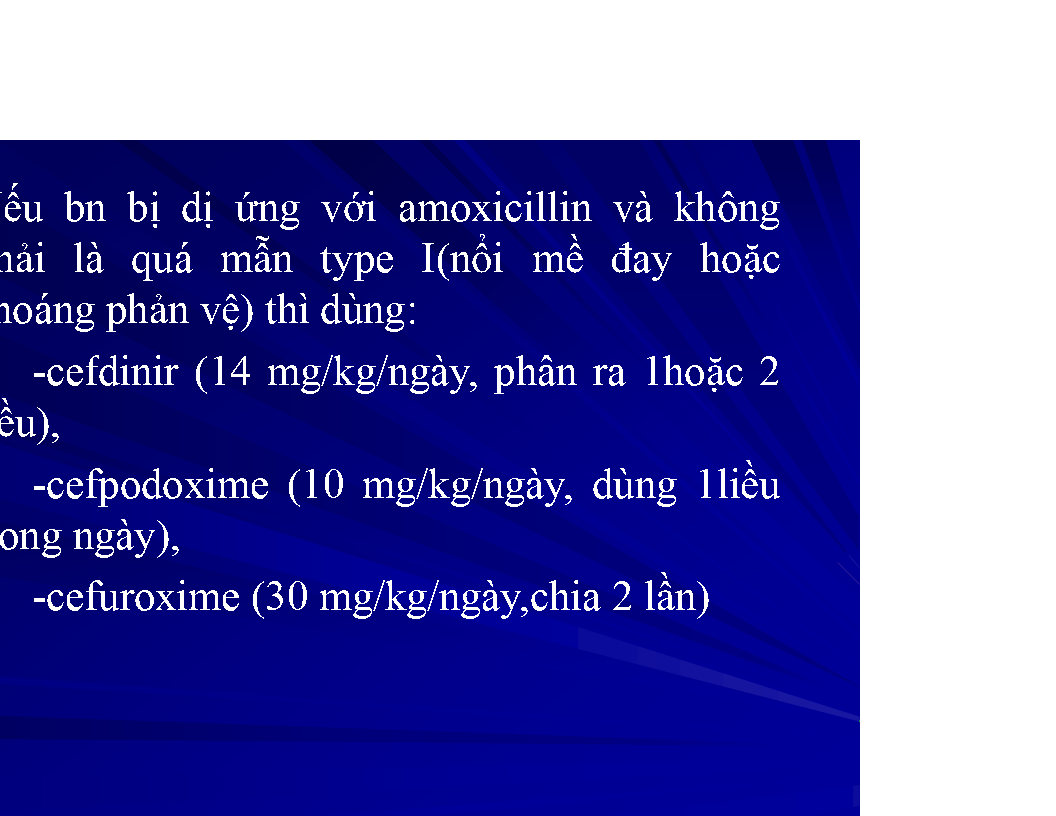 ếu bn bị dị ứng với amoxicillin và không
ải là quá mẫn type I(nổi mề đay hoặc
hoáng phản vệ) thì dùng:
-cefdinir (14 mg/kg/ngày, phân ra 1hoặc 2
ều),
-cefpodoxime (10 mg/kg/ngày, dùng 1liều
ong ngày),
-cefuroxime (30 mg/kg/ngày,chia 2 lần)